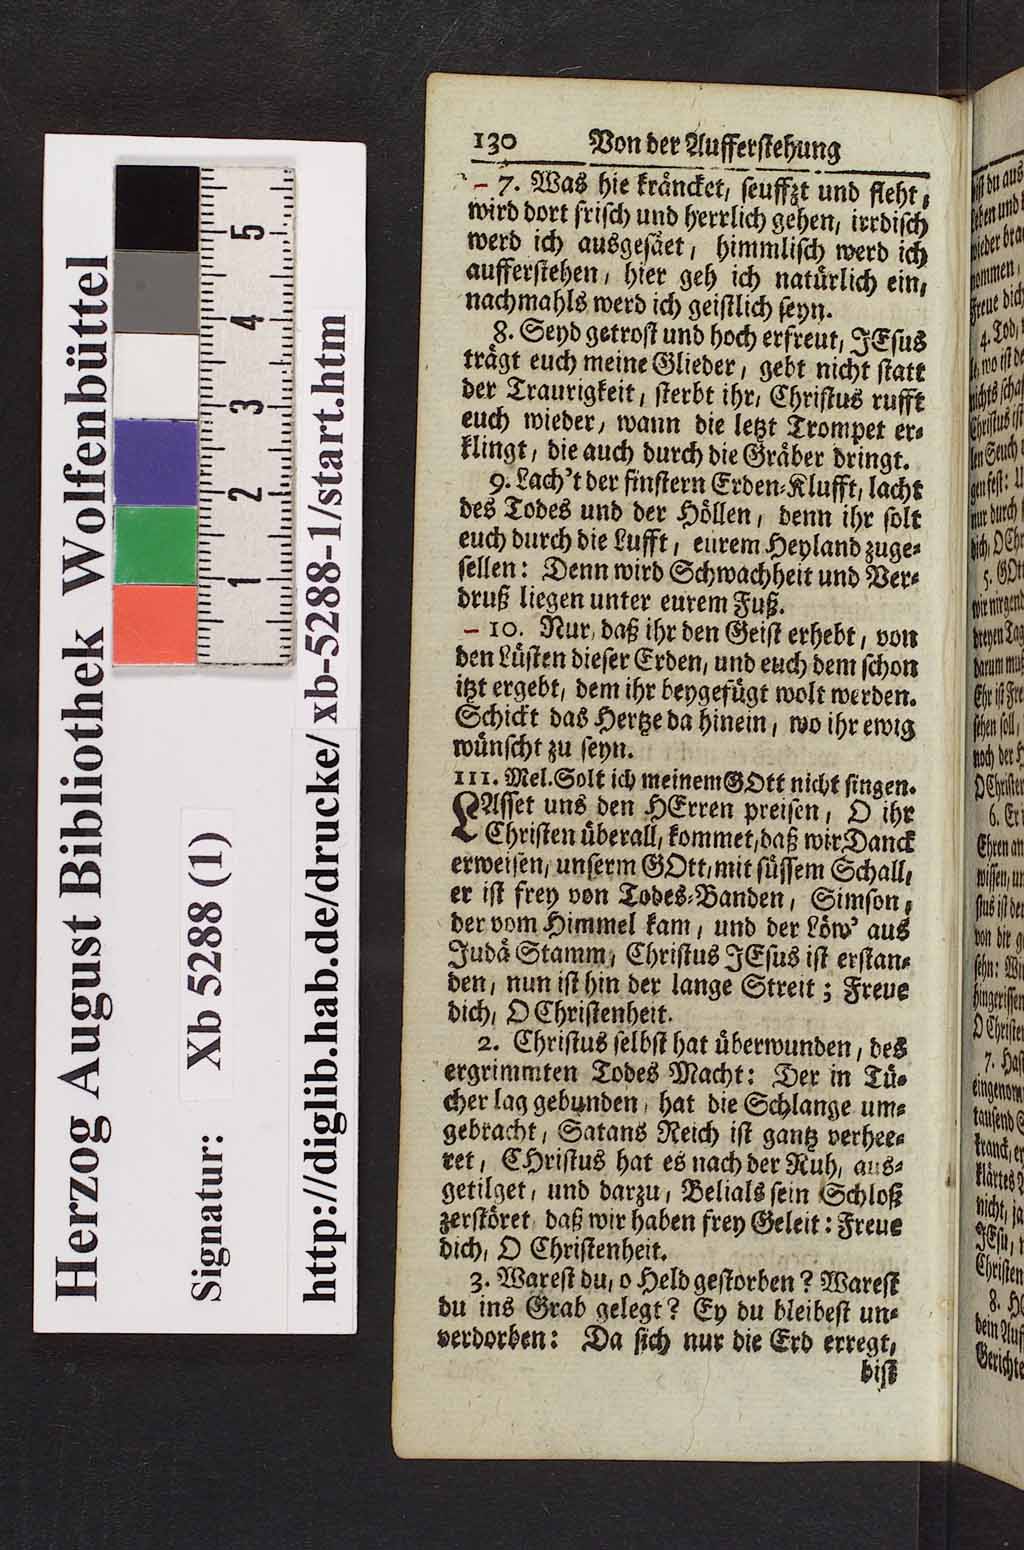 130 Von der Aufferstehung
7. Was hie kräncket, seuffzt und fleht,
wird dort frisch und herrlich gehen, irrdisch
werd ich ausgesäet, himmlisch werd ich
aufferstehen, hier geh ich natürlich ein,
nachmahls werd ich geistlich seyn.
8. Seyd getrost und hoch erfreut, JEsus
trägt euch meine Glieder, gebt nicht statt
der Traurigkeit, sterbt ihr, Christus rufft
euch wieder, wann die letzt Trompet er-
klingt, die auch durch die Gräber dringt.
9. Lach't der finstern Erden-Klufft, lacht
des Todes und der Höllen, denn ihr solt
euch durch die Lufft, eurem Heyland zuge-
sellen: Denn wird Schwachheit und Ver-
druß liegen unter eurem Fuß.
10. Nur, daß ihr den Geist erhebt, von
den Lüsten dieser Erden, und euch dem schon
itzt ergebt, dem ihr beygefügt wolt werden.
Schickt das Hertze da hinein, wo ihr ewig
wünscht zu seyn.
111. Mel. Solt ich meinem GOtt nicht singen.
LAsset uns den HErren preisen, O ihr
Christen überall, kommet, daß wir Danck
erweisen, unserm GOtt, mit süssem Schall,
er ist frey von Todes-Banden, Simson,
der vom Himmel kam, und der Löw' aus
Judä Stamm, Christus JEsus ist erstan-
den, nun ist hin der lange Streit; Freue
dich, O Christenheit.
2. Christus selbst hat überwunden, des
ergrimmten Todes Macht: Der in Tü-
cher lag gebunden, hat die Schlange um-
gebracht, Satans Reich ist gantz verhee-
ret, CHristus hat es nach der Ruh, aus-
getilget, und darzu, Belials sein Schloß
zerstöret, daß wir haben frey Geleit: Freue
dich, O Christenheit.
3. Warest du, o Held gestorben? Warest
du ins Grab gelegt? Ey du bleibest un-
verdorben: Da sich nur die Erd erregt,
bist
Herzog August Bibliothek Wolfenbüttel
Signatur: Xb 5288 (1)
http://diglib.hab.de/drucke/xb-5288-1/start.htm
5
4
3
2
1